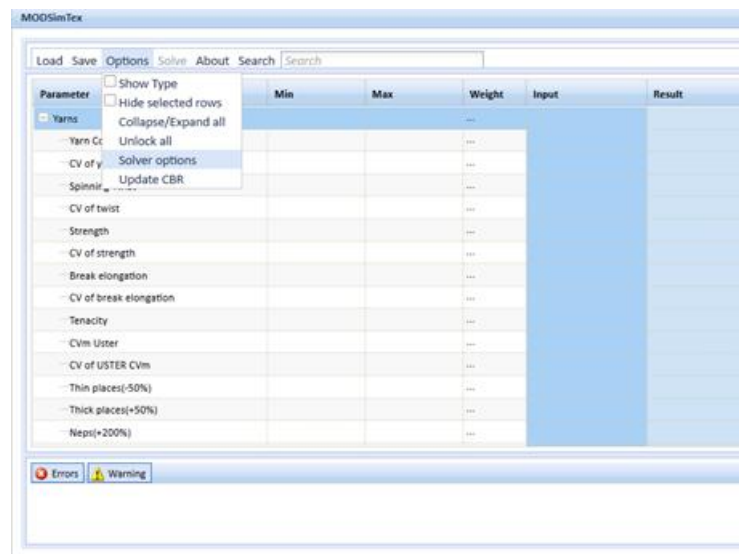 MODSimTex
Load Save Options Solve About Search Search
Show Type
Hide selected rows
Collapse/Expand all
Unlock all
Solver options
Update CBR
Parameter Min Max Weight Input Result
Yarns ...
Yarn Co ...
CV of y ...
Spinning ...
CV of twist ...
Strength ...
CV of strength ...
Break elongation ...
CV of break elongation ...
Tenacity ...
CVm Uster ...
CV of USTER CVm ...
Thin places(-50%) ...
Thick places(+50%) ...
Neps(+200%) ...
Errors Warning